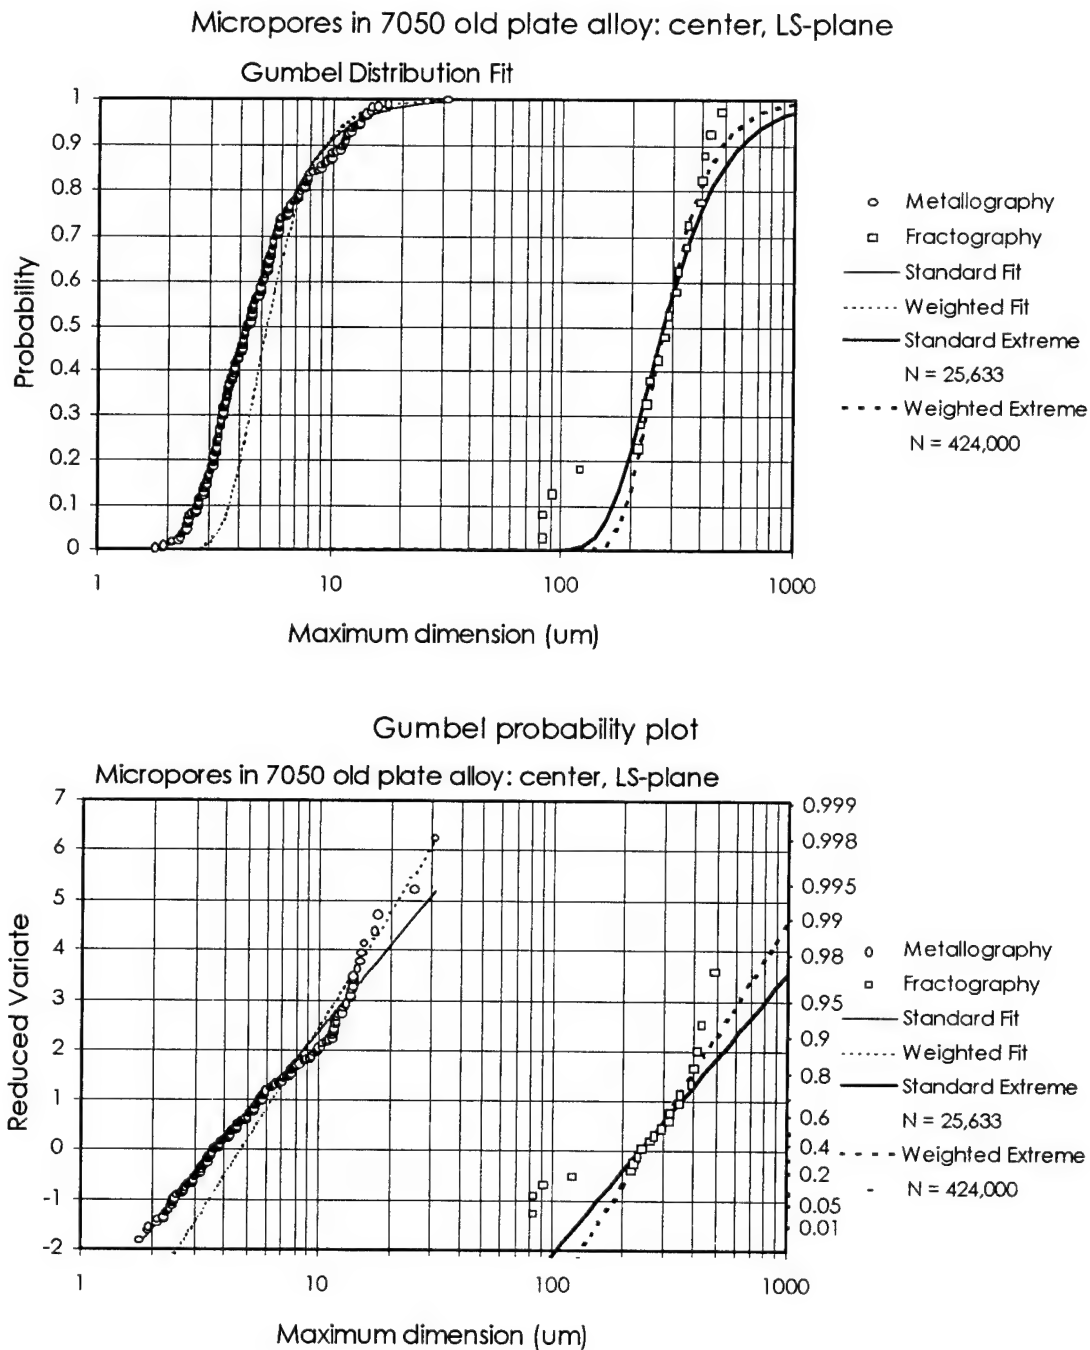 Micropores in 7050 old plate alloy: center, LS-plane
Gumbel Distribution Fit
1
0.9
0.8
0.7
0.6
0.5
0.4
0.3
0.2
0.1
0
Probability
1
10
100
1000
Maximum dimension (um)
Metallography
Fractography
Standard Fit
Weighted Fit
Standard Extreme
N = 25,633
Weighted Extreme
N = 424,000
Gumbel probability plot
Micropores in 7050 old plate alloy: center, LS-plane
7
6
5
4
3
2
1
0
-1
-2
Reduced Variate
0.999
0.998
0.995
0.99
0.98
0.95
0.9
0.8
0.6
0.4
0.2
0.05
0.01
1
10
100
1000
Maximum dimension (um)
Metallography
Fractography
Standard Fit
Weighted Fit
Standard Extreme
N = 25,633
Weighted Extreme
N = 424,000